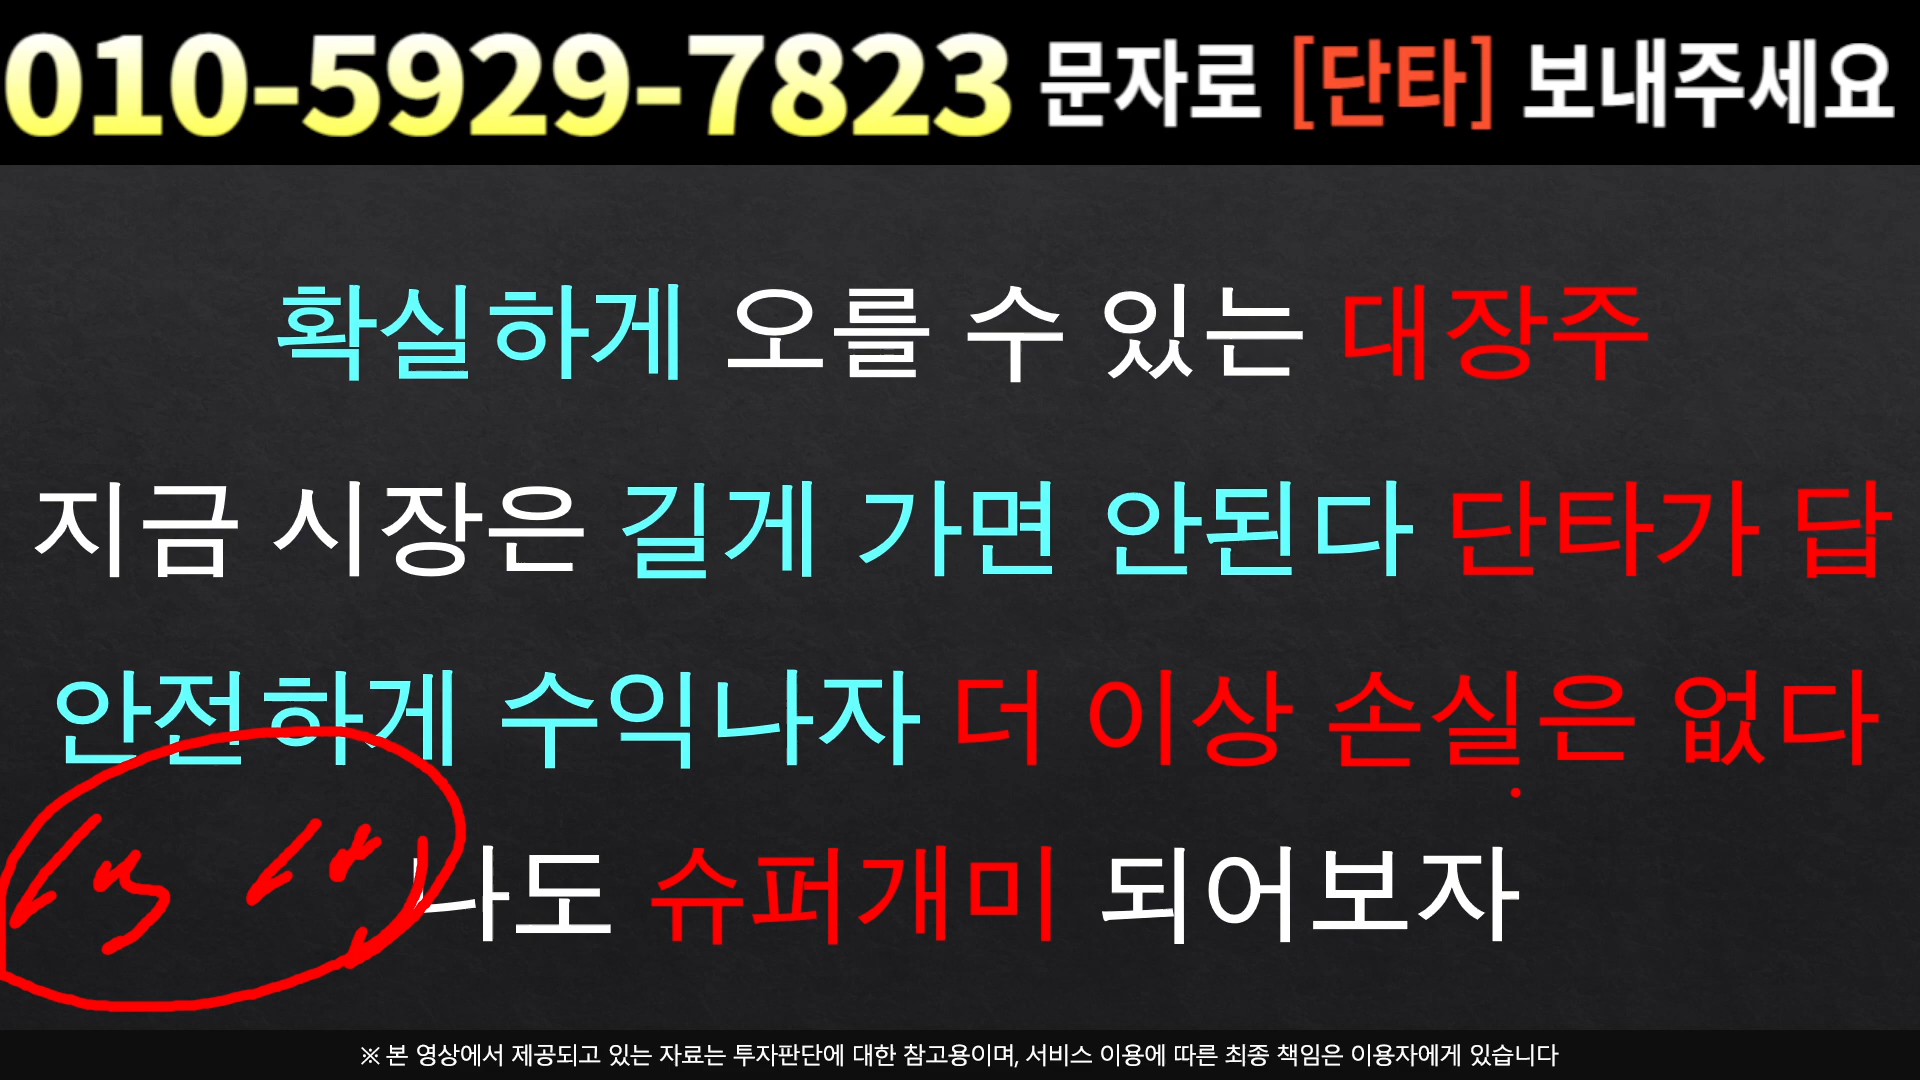 010-5929-7823 문자로 [단타] 보내주세요
확실하게 오를 수 있는 대장주
지금 시장은 길게 가면 안된다 단타가 답
안전하게 수익나자 더 이상 손실은 없다
나도 슈퍼개미 되어보자
※ 본 영상에서 제공되고 있는 자료는 투자판단에 대한 참고용이며, 서비스 이용에 따른 최종 책임은 이용자에게 있습니다